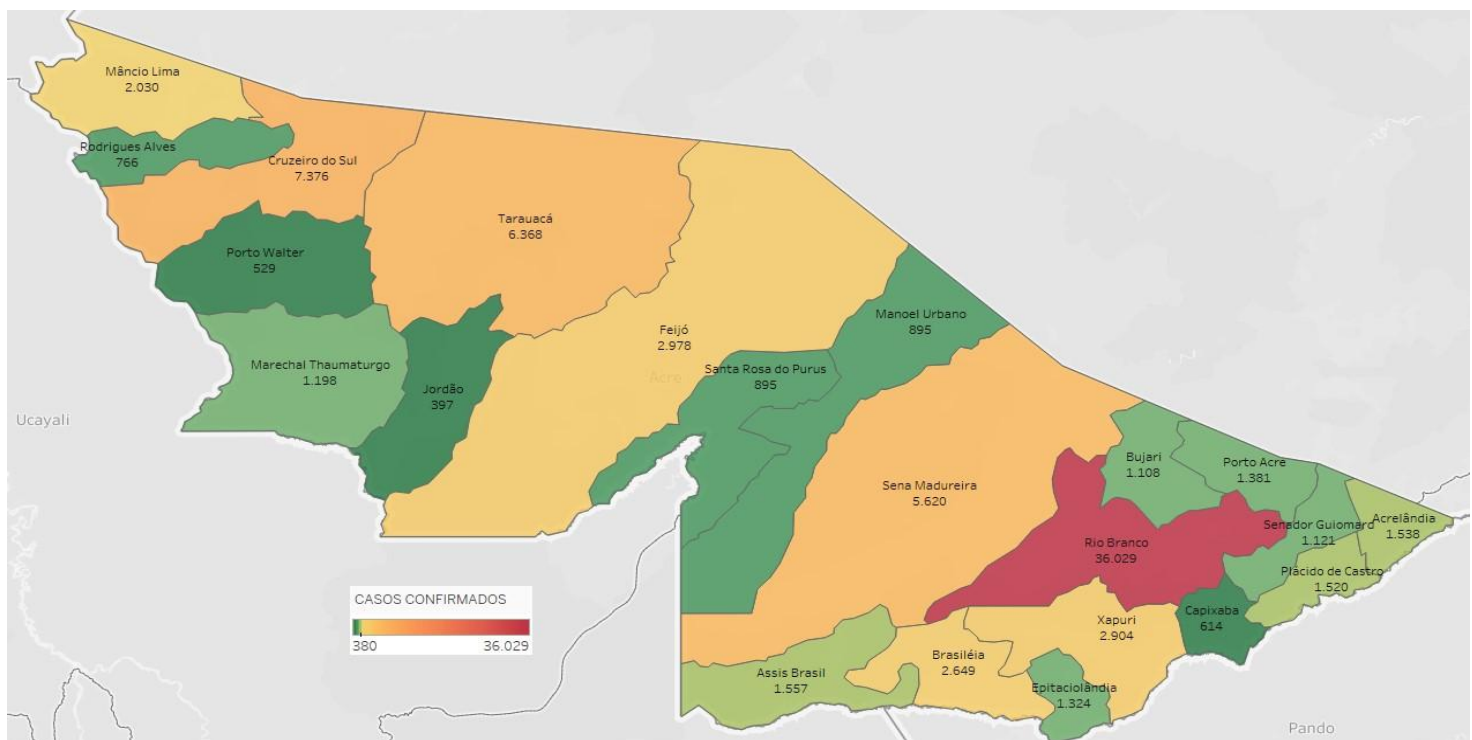 Mâncio Lima
2.030
Rodrigues Alves
766
Cruzeiro do Sul
7.376
Tarauacá
6.368
Porto Walter
529
Feijó
2.978
Manoel Urbano
895
Marechal Thaumaturgo
1.198
Jordão
397
Santa Rosa do Purus
895
Acre
Ucayali
Sena Madureira
5.620
Bujari
1.108
Porto Acre
1.381
Senador Guiomard
1.121
Acrelândia
1.538
Rio Branco
36.029
Plácido de Castro
1.520
Capixaba
614
Xapuri
2.904
Brasiléia
2.649
Assis Brasil
1.557
Epitaciolândia
1.324
CASOS CONFIRMADOS
380
36.029
Pando